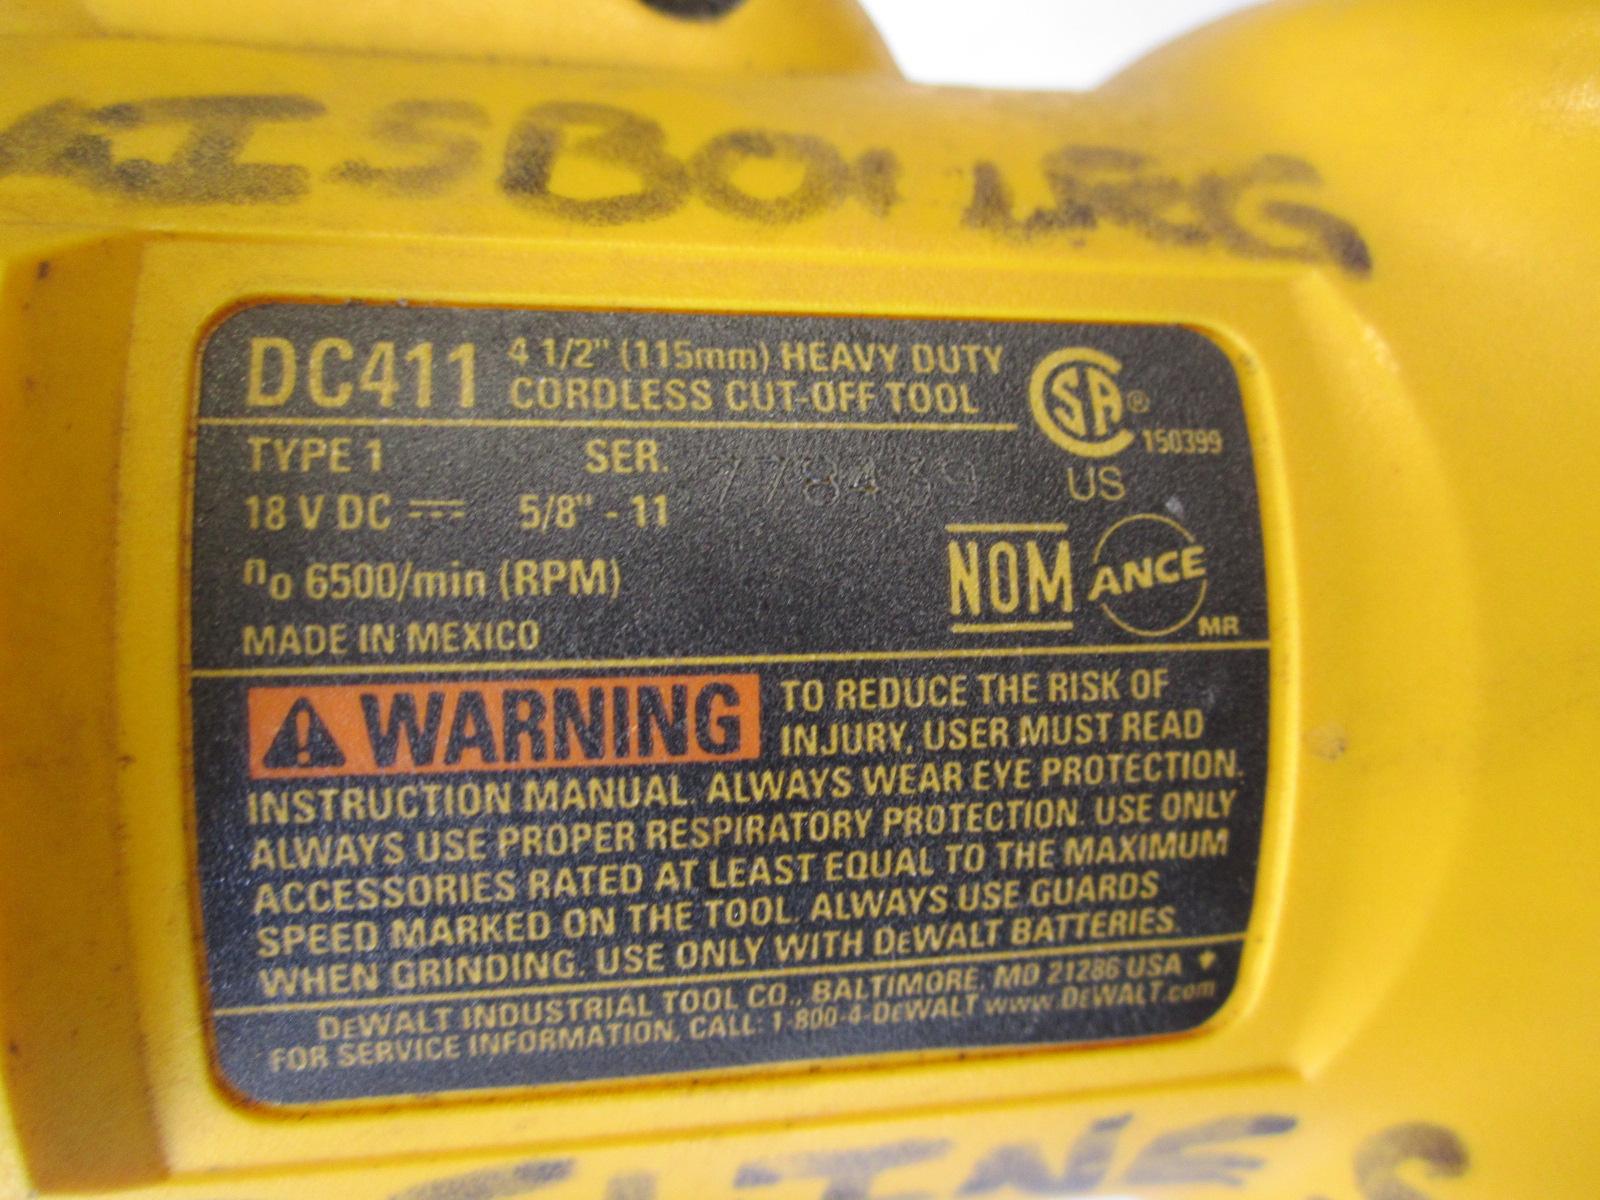 DC411 4 1/2" (115mm) HEAVY DUTY
CORDLESS CUT-OFF TOOL
CSA ® 150399
US
TYPE 1 SER. 778439
18 V DC 5/8" - 11
no 6500/min (RPM)
MADE IN MEXICO
NOM ANCE MR
WARNING TO REDUCE THE RISK OF
INJURY, USER MUST READ
INSTRUCTION MANUAL. ALWAYS WEAR EYE PROTECTION.
ALWAYS USE PROPER RESPIRATORY PROTECTION. USE ONLY
ACCESSORIES RATED AT LEAST EQUAL TO THE MAXIMUM
SPEED MARKED ON THE TOOL. ALWAYS USE GUARDS
WHEN GRINDING. USE ONLY WITH DEWALT BATTERIES.
DEWALT INDUSTRIAL TOOL CO., BALTIMORE, MD 21286 USA
FOR SERVICE INFORMATION, CALL: 1-800-4-DEWALT www.DEWALT.com